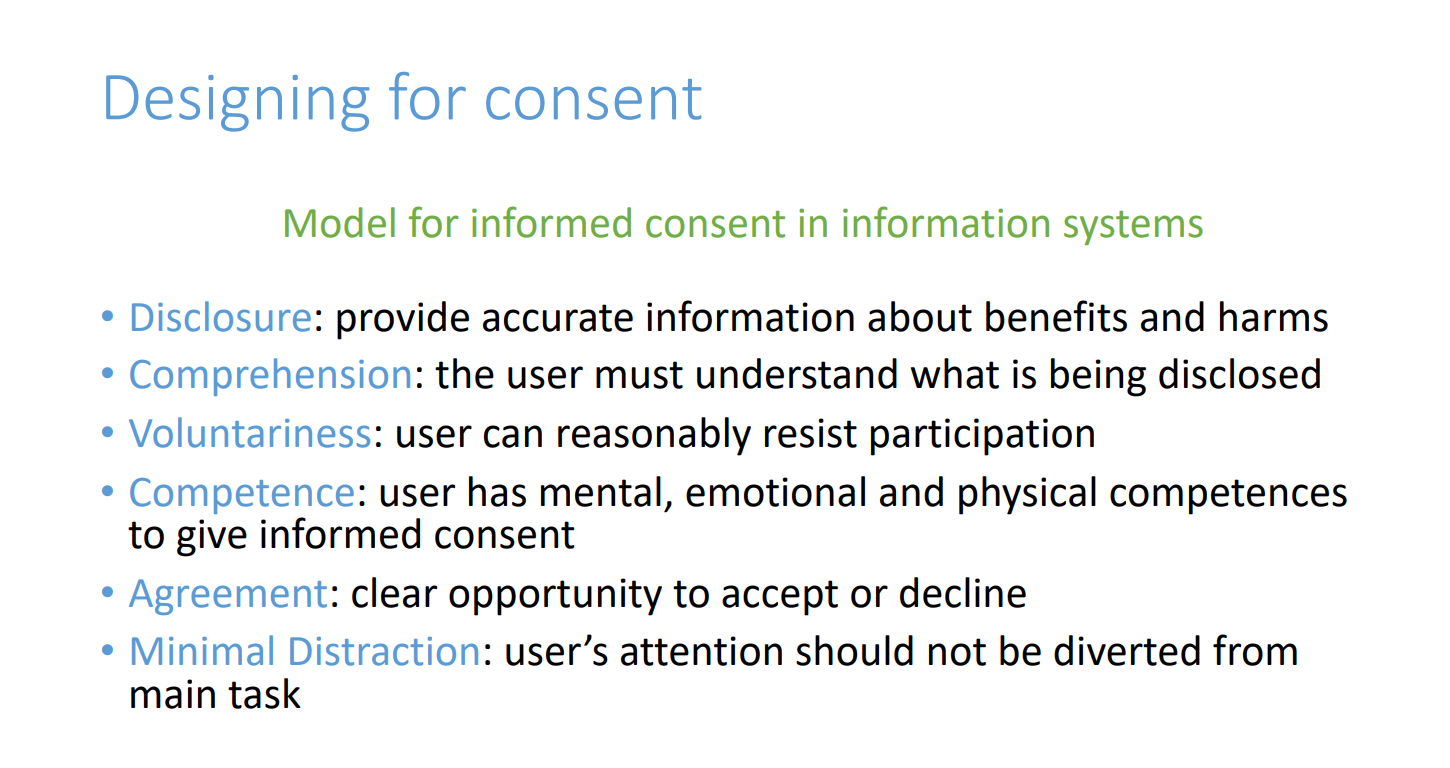 Designing for consent
Model for informed consent in information systems
• Disclosure: provide accurate information about benefits and harms
• Comprehension: the user must understand what is being disclosed
• Voluntariness: user can reasonably resist participation
• Competence: user has mental, emotional and physical competences
to give informed consent
• Agreement: clear opportunity to accept or decline
• Minimal Distraction: user’s attention should not be diverted from
main task